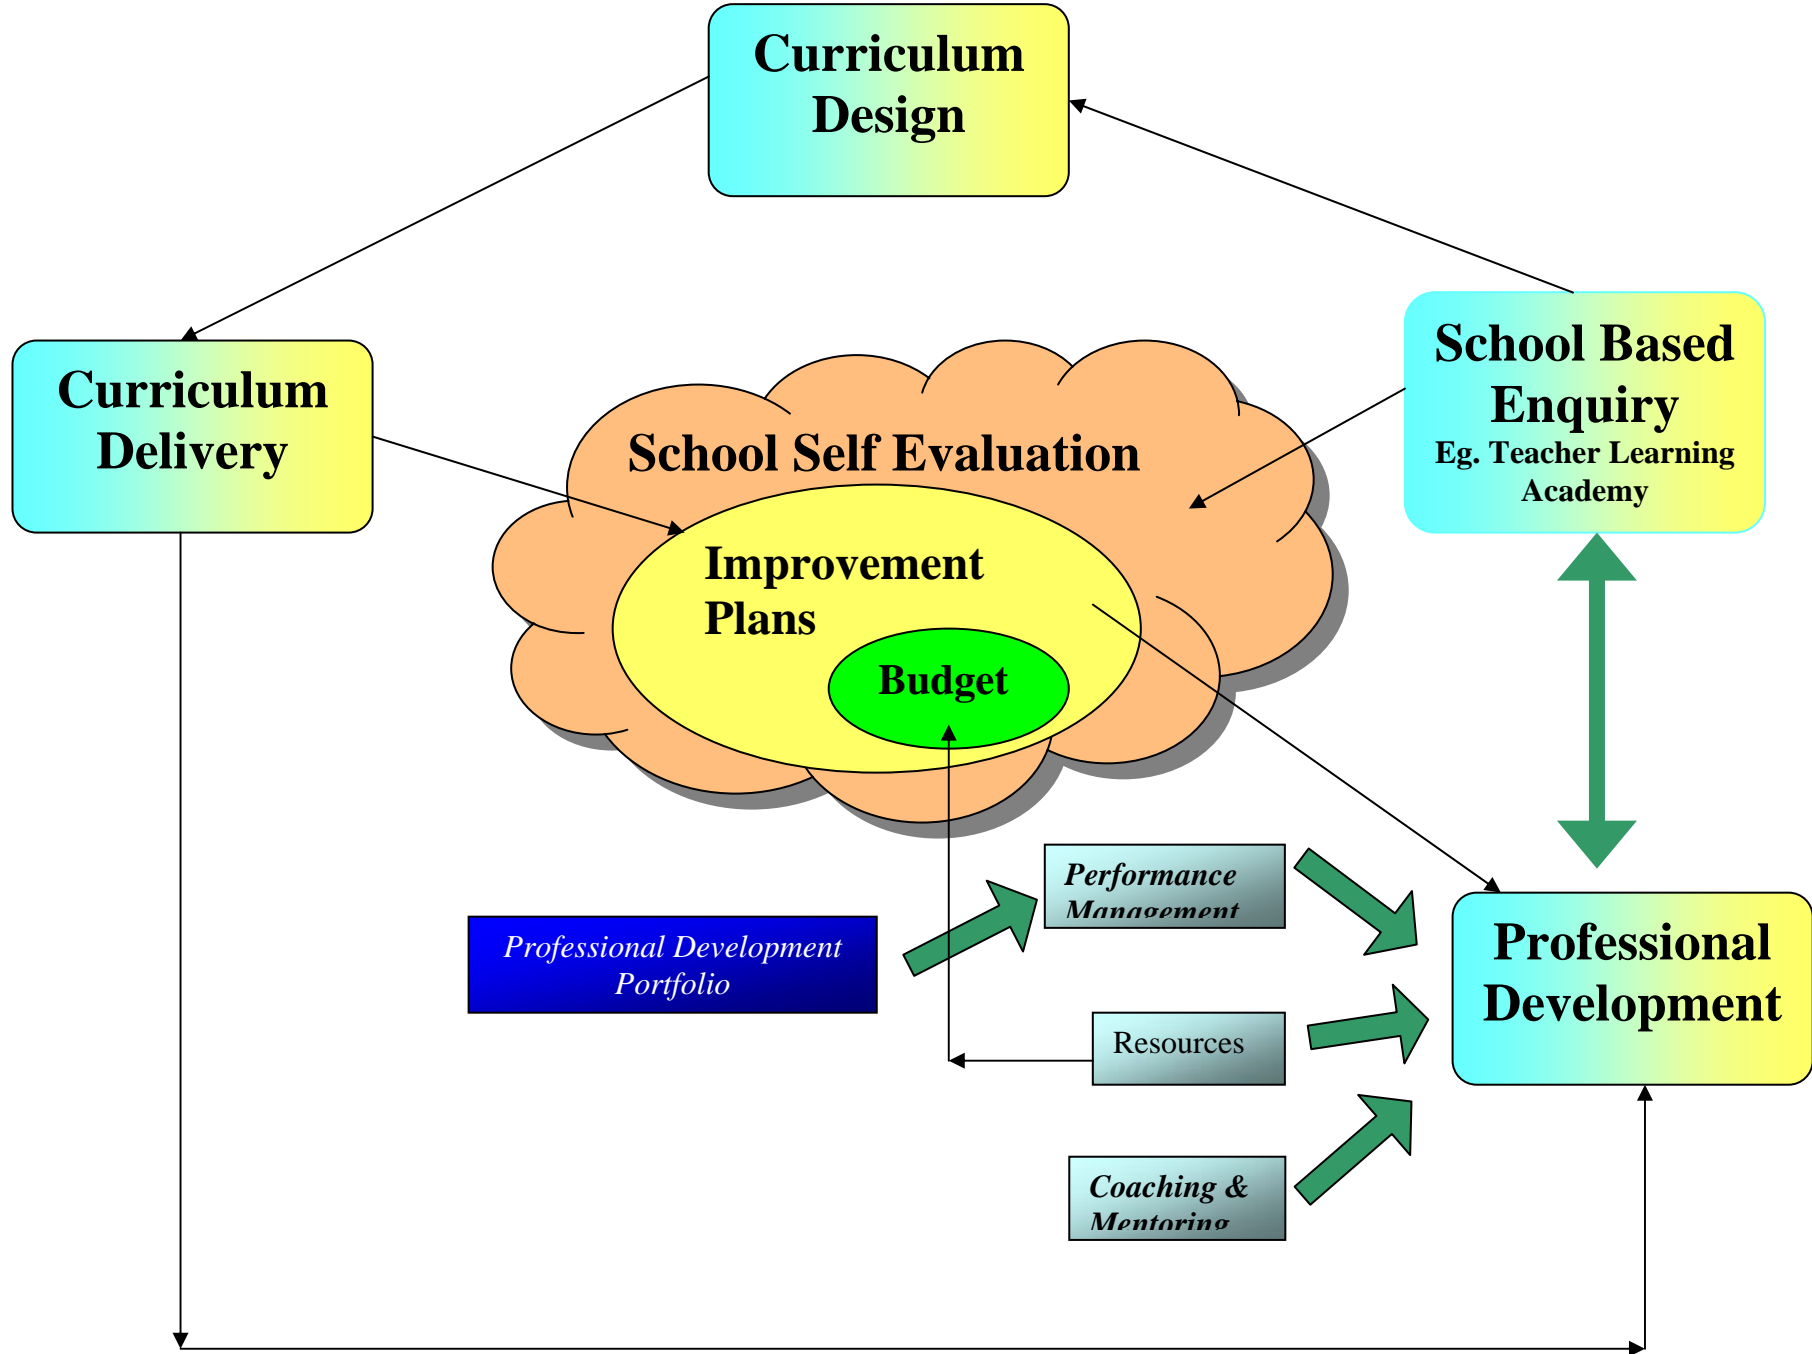 Curriculum
Design
Curriculum
Delivery
School Self Evaluation
School Based
Enquiry
Eg. Teacher Learning
Academy
Improvement
Plans
Budget
Performance
Management
Professional Development
Portfolio
Professional
Development
Resources
Coaching &
Mentoring